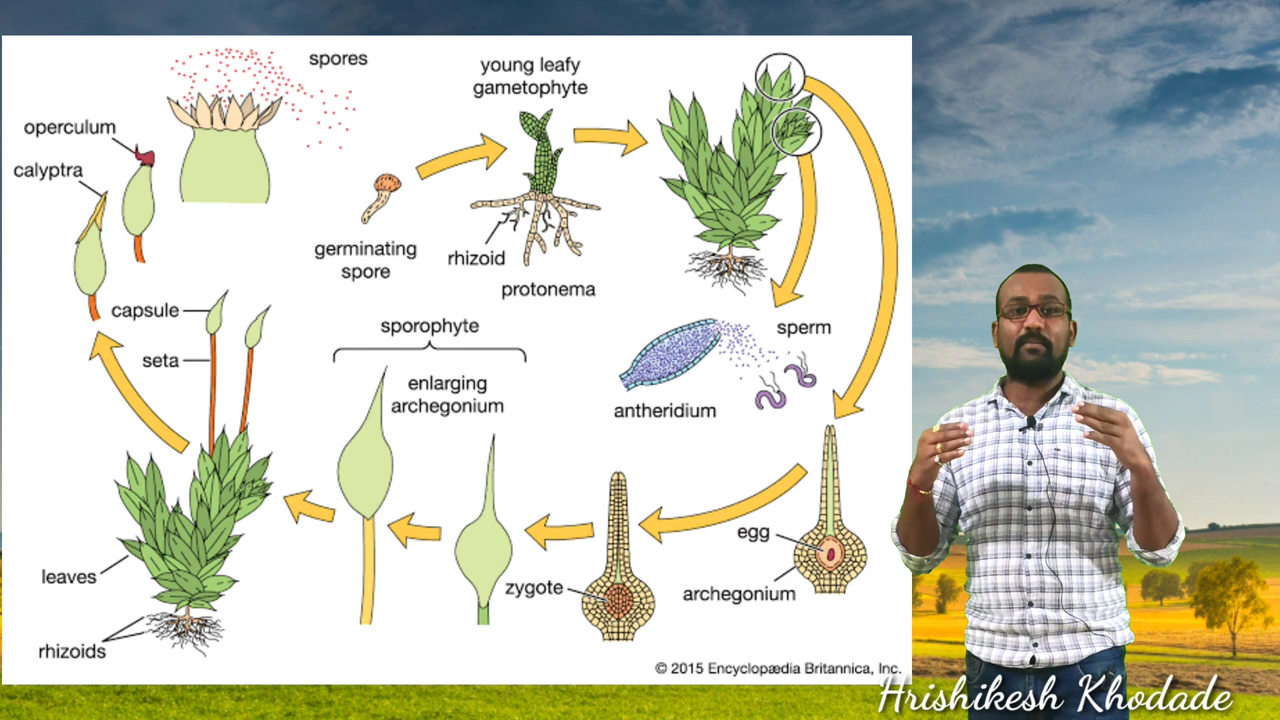 spores
young leafy
gametophyte
operculum
calyptra
germinating
spore
rhizoid
protonema
capsule
seta
sporophyte
enlarging
archegonium
sperm
antheridium
egg
zygote
archegonium
leaves
rhizoids
© 2015 Encyclopædia Britannica, Inc.
Hrishikesh Khodade